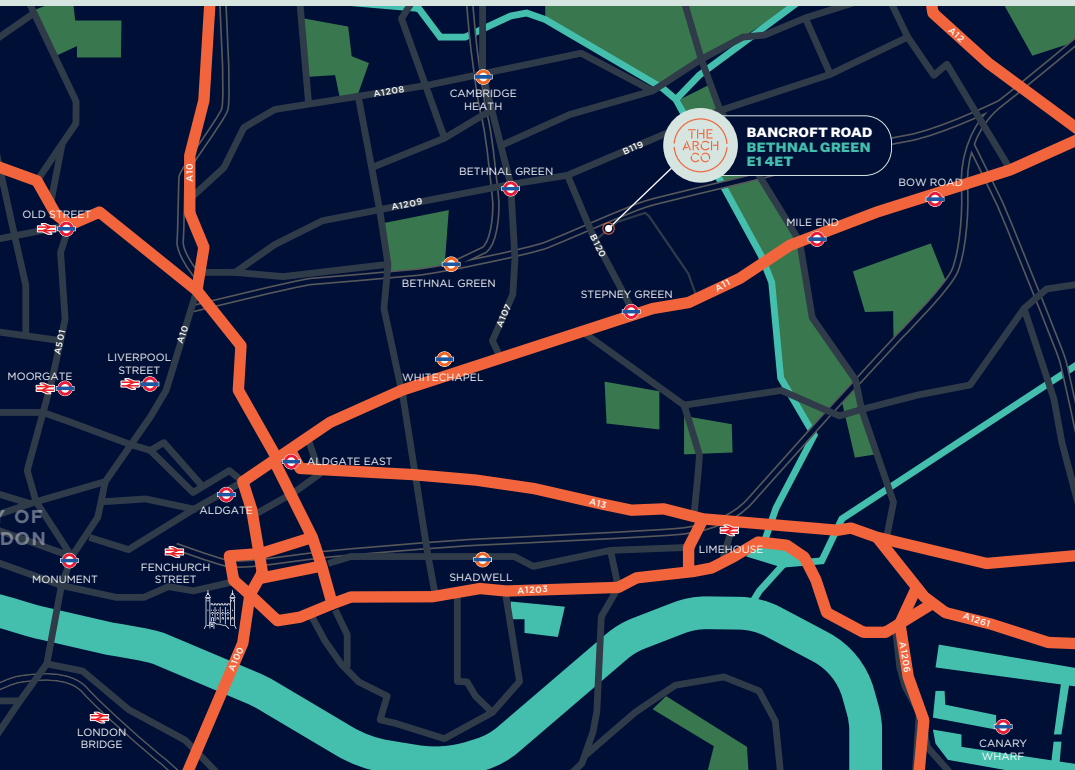 A12
A1208
CAMBRIDGE
HEATH
THE
ARCH
CO
BANCROFT ROAD
BETHNAL GREEN
E1 4ET
B119
A10
BETHNAL GREEN
BOW ROAD
A1209
OLD STREET
MILE END
B120
BETHNAL GREEN
A11
STEPNEY GREEN
A107
A10
A501
LIVERPOOL
STREET
MOORGATE
WHITECHAPEL
ALDGATE EAST
A13
ALDGATE
Y OF
DON
LIMEHOUSE
MONUMENT
FENCHURCH
STREET
SHADWELL
A1203
A1261
A100
A1206
LONDON
BRIDGE
CANARY
WHARF